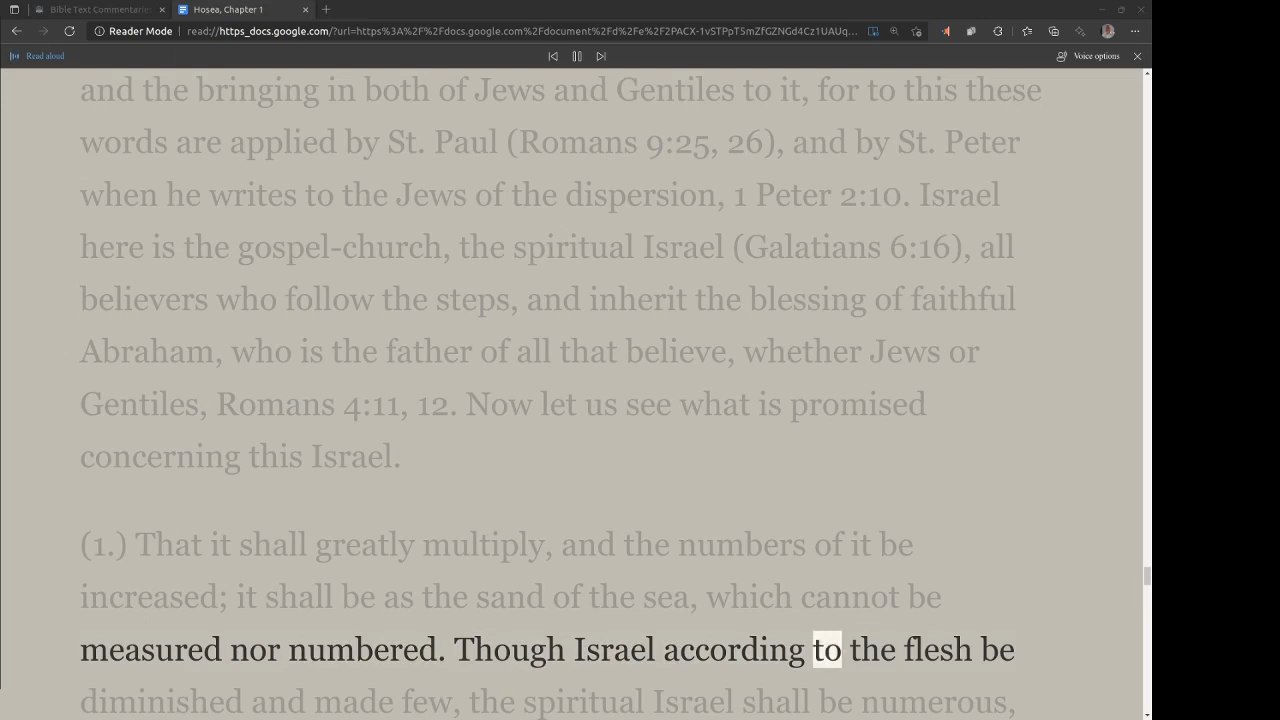 Bible Text Commentaries
Hosea, Chapter 1
Reader Mode
read://https_docs.google.com/?url=https%3A%2F%2Fdocs.google.com%2Fdocument%2Fd%2Fe%2F2PACX-1vSTPpT5mZfGZNGd4Cz1UAUq...
Read aloud
Voice options
and the bringing in both of Jews and Gentiles to it, for to this these
words are applied by St. Paul (Romans 9:25, 26), and by St. Peter
when he writes to the Jews of the dispersion, 1 Peter 2:10. Israel
here is the gospel-church, the spiritual Israel (Galatians 6:16), all
believers who follow the steps, and inherit the blessing of faithful
Abraham, who is the father of all that believe, whether Jews or
Gentiles, Romans 4:11, 12. Now let us see what is promised
concerning this Israel.
(1.) That it shall greatly multiply, and the numbers of it be
increased; it shall be as the sand of the sea, which cannot be
measured nor numbered. Though Israel according to the flesh be
diminished and made few, the spiritual Israel shall be numerous,